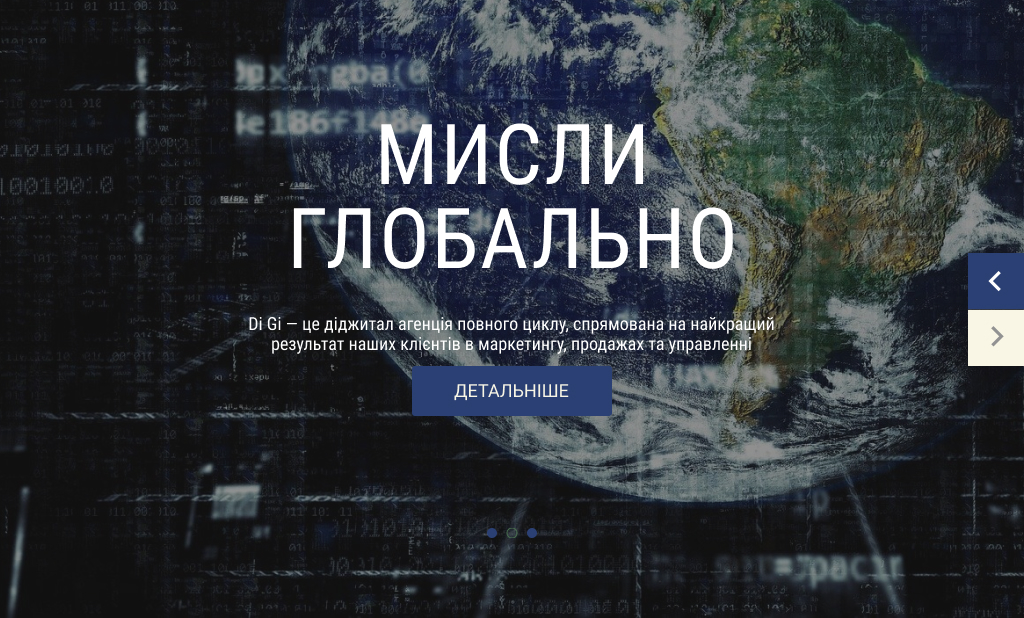 МИСЛИ
ГЛОБАЛЬНО
Di Gi — це діджитал агенція повного циклу, спрямована на найкращий
результат наших клієнтів в маркетингу, продажах та управленні
ДЕТАЛЬНІШЕ